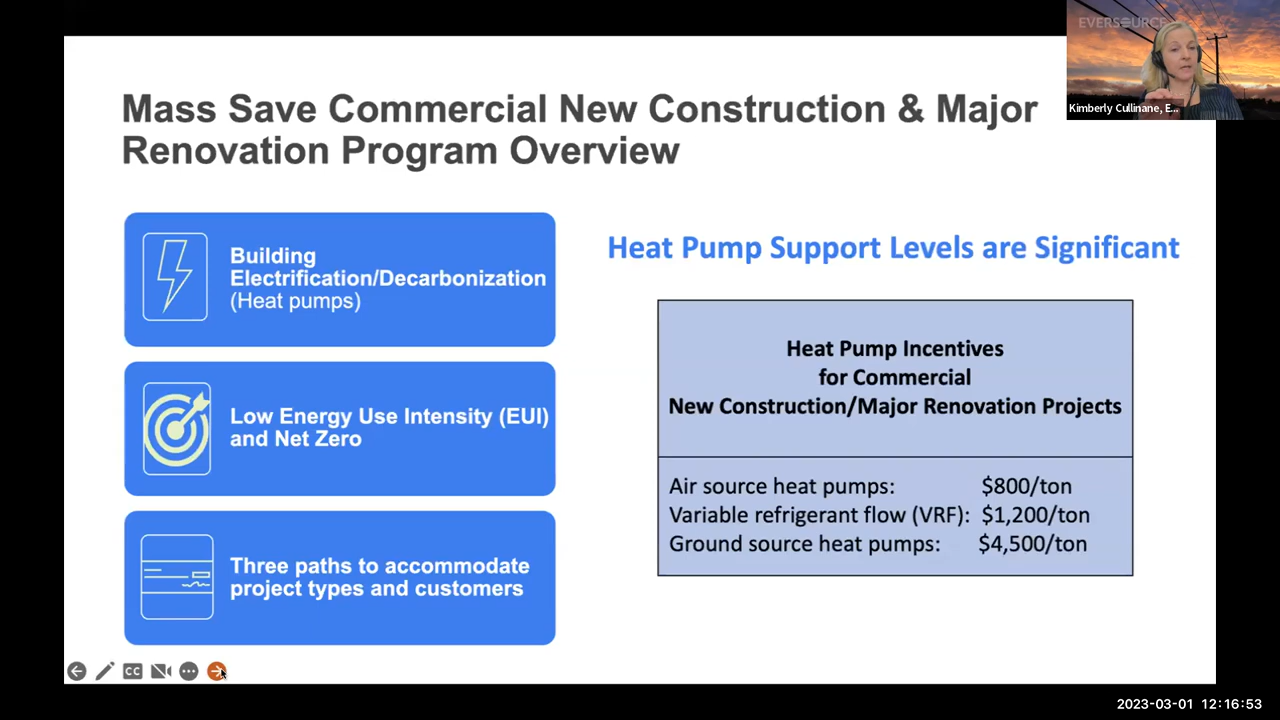 EVERSOURCE
Kimberly Cullinane, E...
Mass Save Commercial New Construction & Major
Renovation Program Overview
Building
Electrification/Decarbonization
(Heat pumps)
Low Energy Use Intensity (EUI)
and Net Zero
Three paths to accommodate
project types and customers
Heat Pump Support Levels are Significant
Heat Pump Incentives
for Commercial
New Construction/Major Renovation Projects
Air source heat pumps: $800/ton
Variable refrigerant flow (VRF): $1,200/ton
Ground source heat pumps: $4,500/ton
CC
2023-03-01 12:16:53